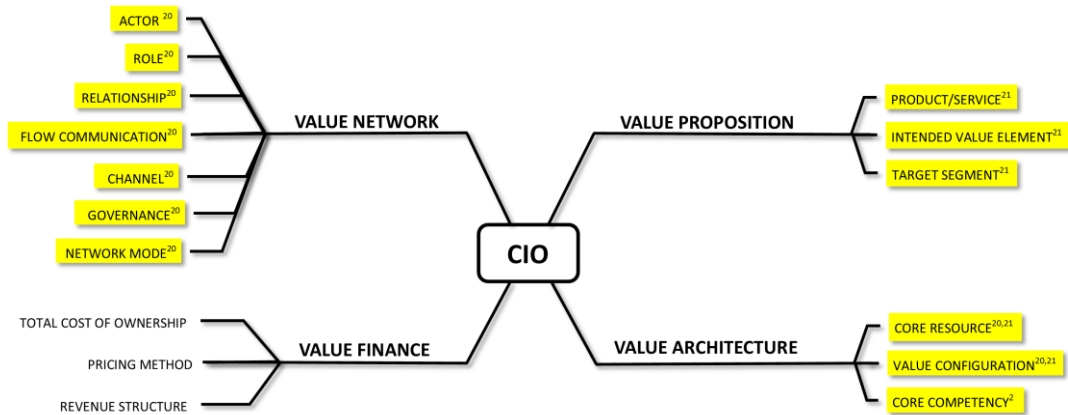 ACTOR 20
ROLE20
RELATIONSHIP20
FLOW COMMUNICATION20
CHANNEL20
GOVERNANCE20
NETWORK MODE20
VALUE NETWORK
VALUE PROPOSITION
PRODUCT/SERVICE21
INTENDED VALUE ELEMENT21
TARGET SEGMENT21
CIO
TOTAL COST OF OWNERSHIP
PRICING METHOD
REVENUE STRUCTURE
VALUE FINANCE
VALUE ARCHITECTURE
CORE RESOURCE20,21
VALUE CONFIGURATION20,21
CORE COMPETENCY2